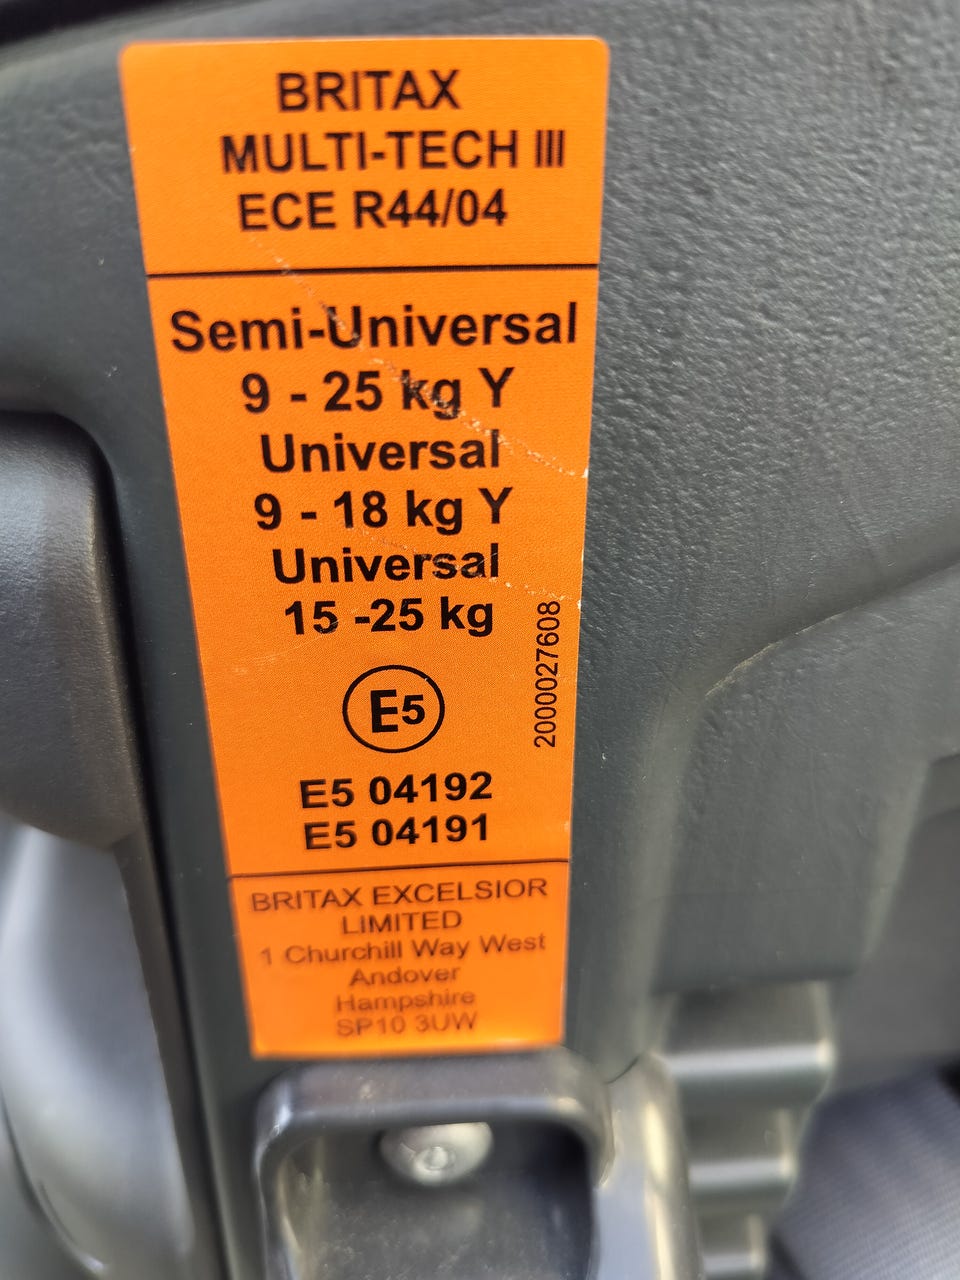 BRITAX
MULTI-TECH III
ECE R44/04
Semi-Universal
9 - 25 kg Y
Universal
9 - 18 kg Y
Universal
15 -25 kg
2000027608
E5
E5 04192
E5 04191
BRITAX EXCELSIOR
LIMITED
1 Churchill Way West
Andover
Hampshire
SP10 3UW